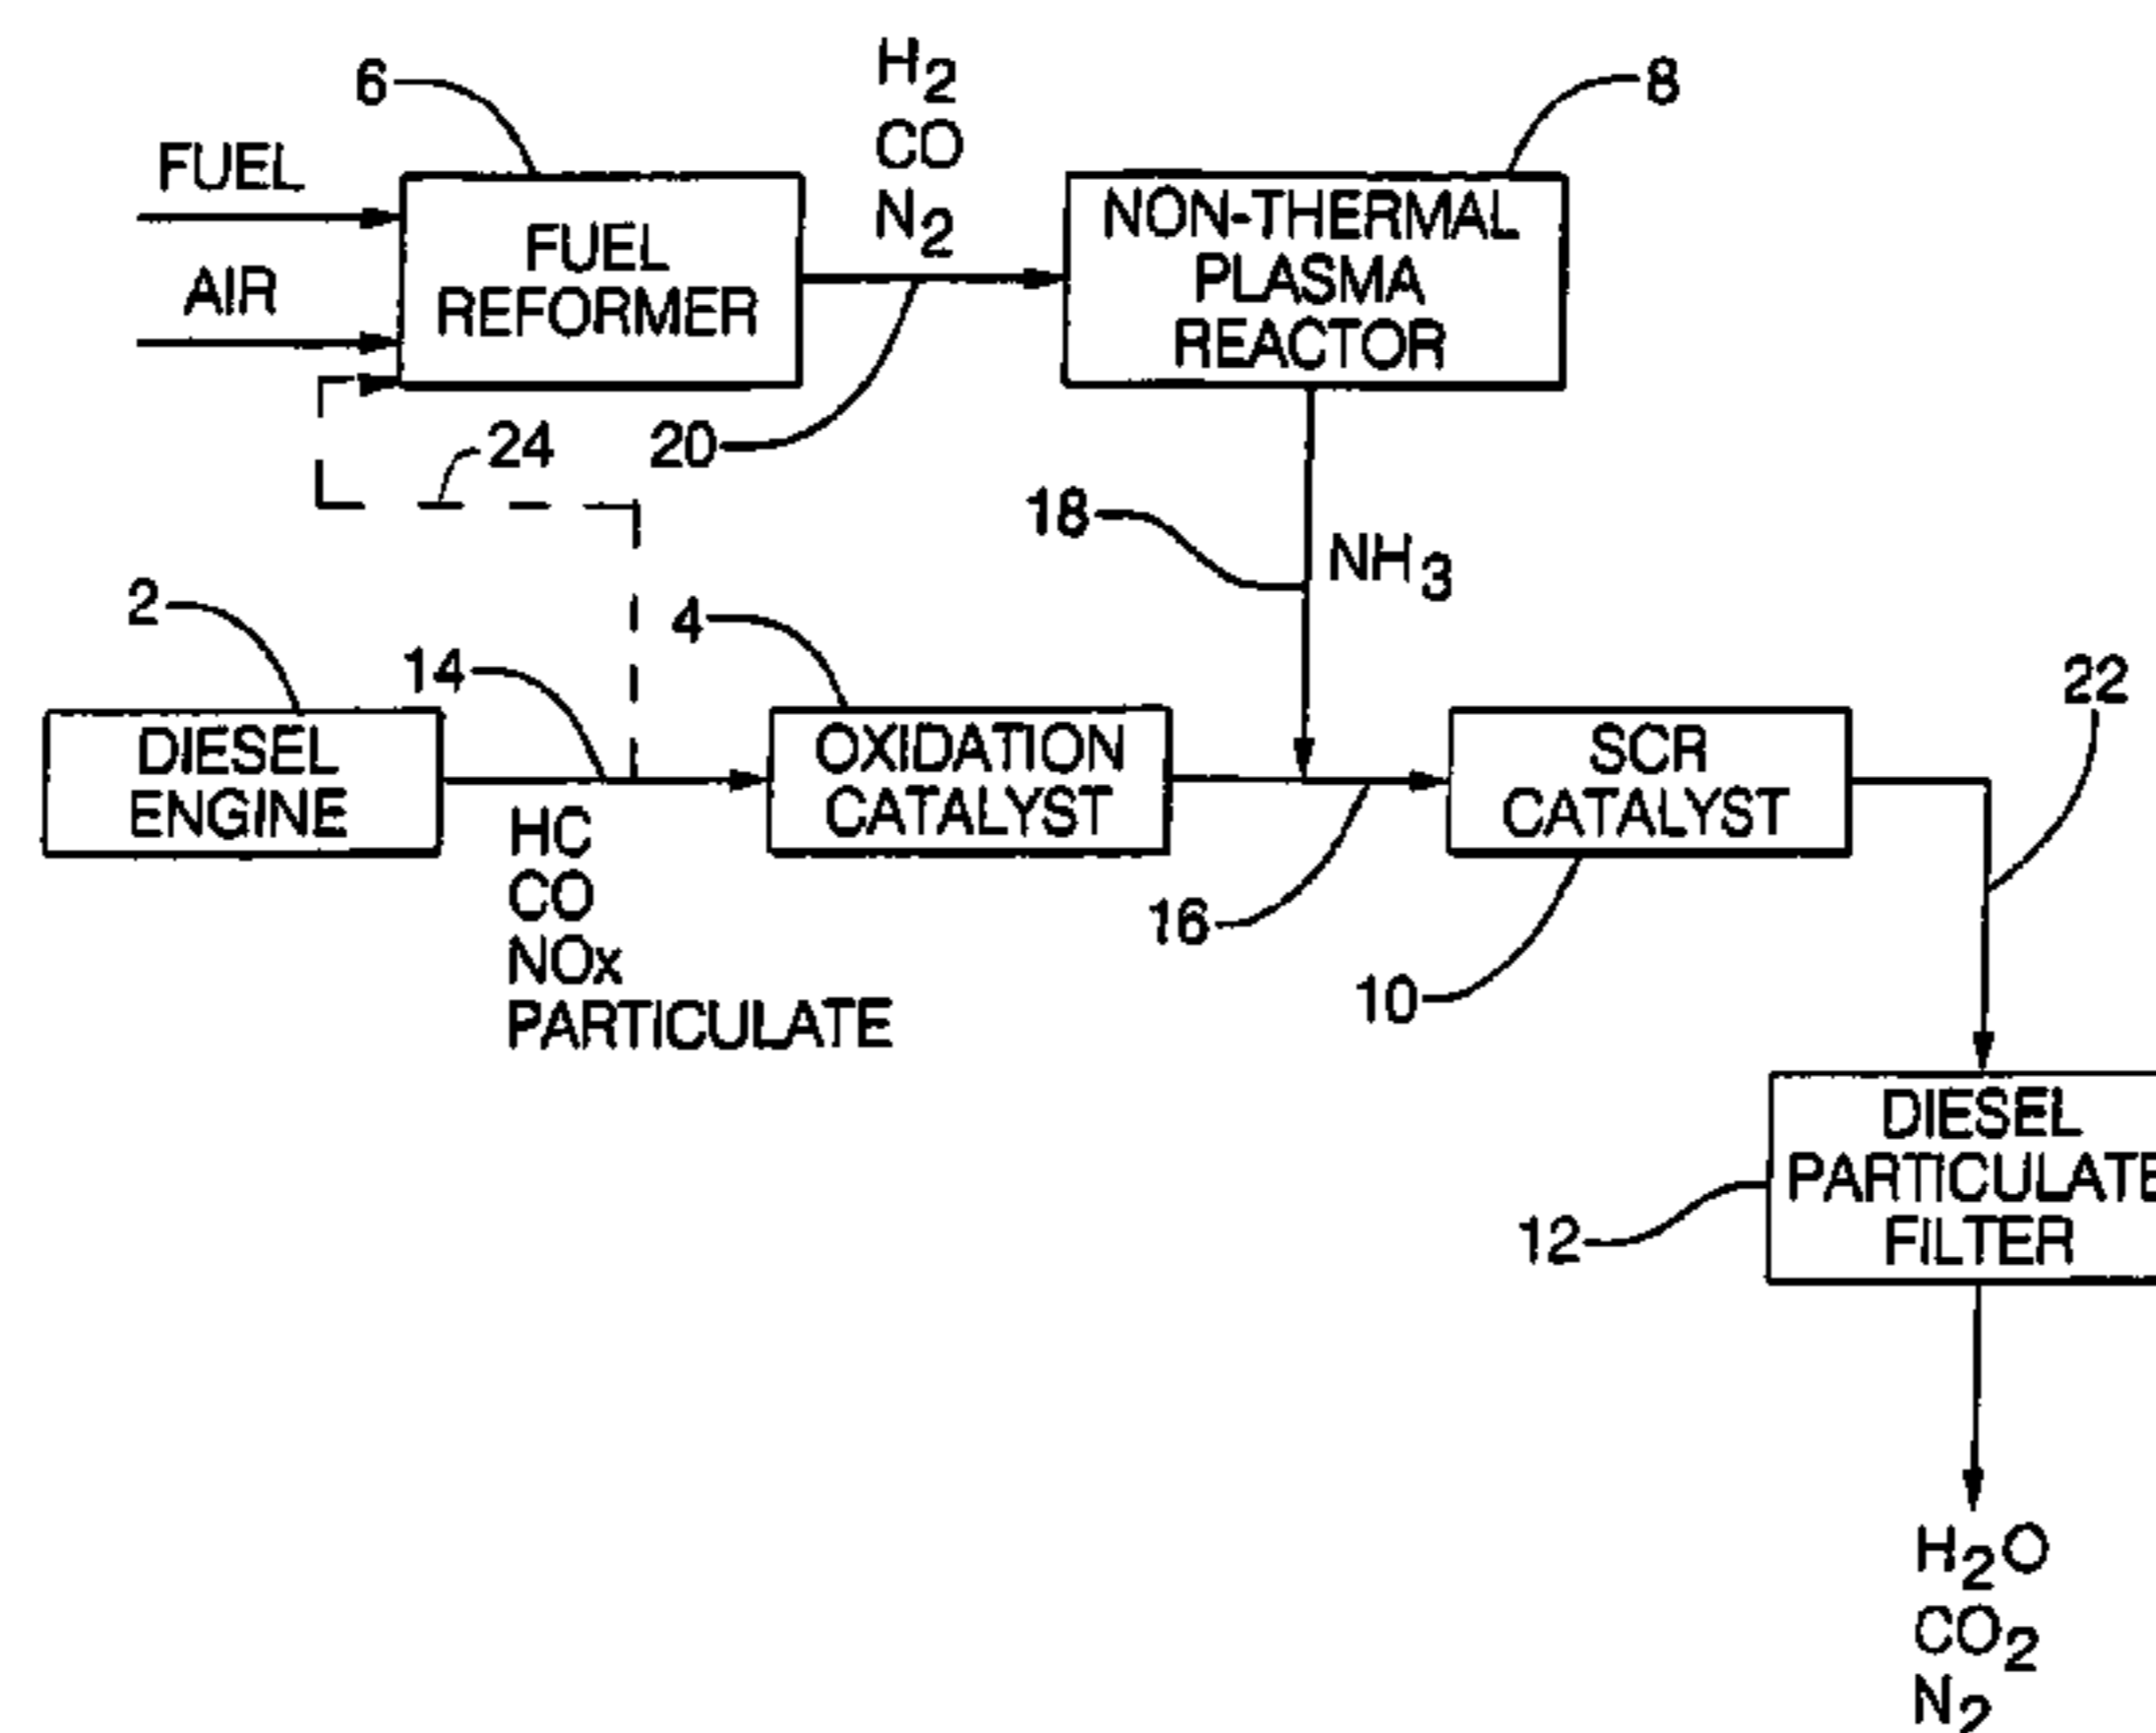 6
H2
CO
N2
8
FUEL
AIR
FUEL
REFORMER
NON-THERMAL
PLASMA
REACTOR
24
20
18
NH3
2
14
4
22
DIESEL
ENGINE
OXIDATION
CATALYST
SCR
CATALYST
HC
CO
NOx
PARTICULATE
16
10
12
DIESEL
PARTICULATE
FILTER
H2O
CO2
N2